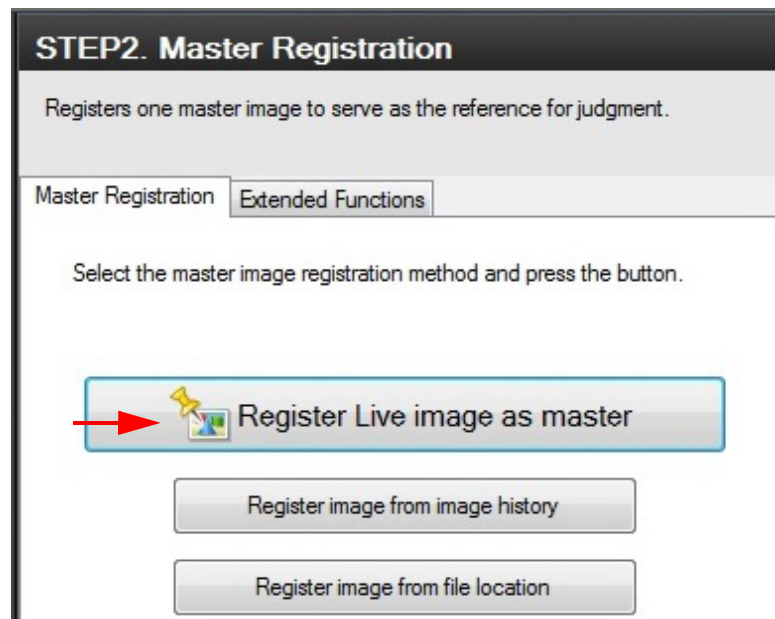 STEP2. Master Registration
Registers one master image to serve as the reference for judgment.
Master Registration
Extended Functions
Select the master image registration method and press the button.
Register Live image as master
Register image from image history
Register image from file location